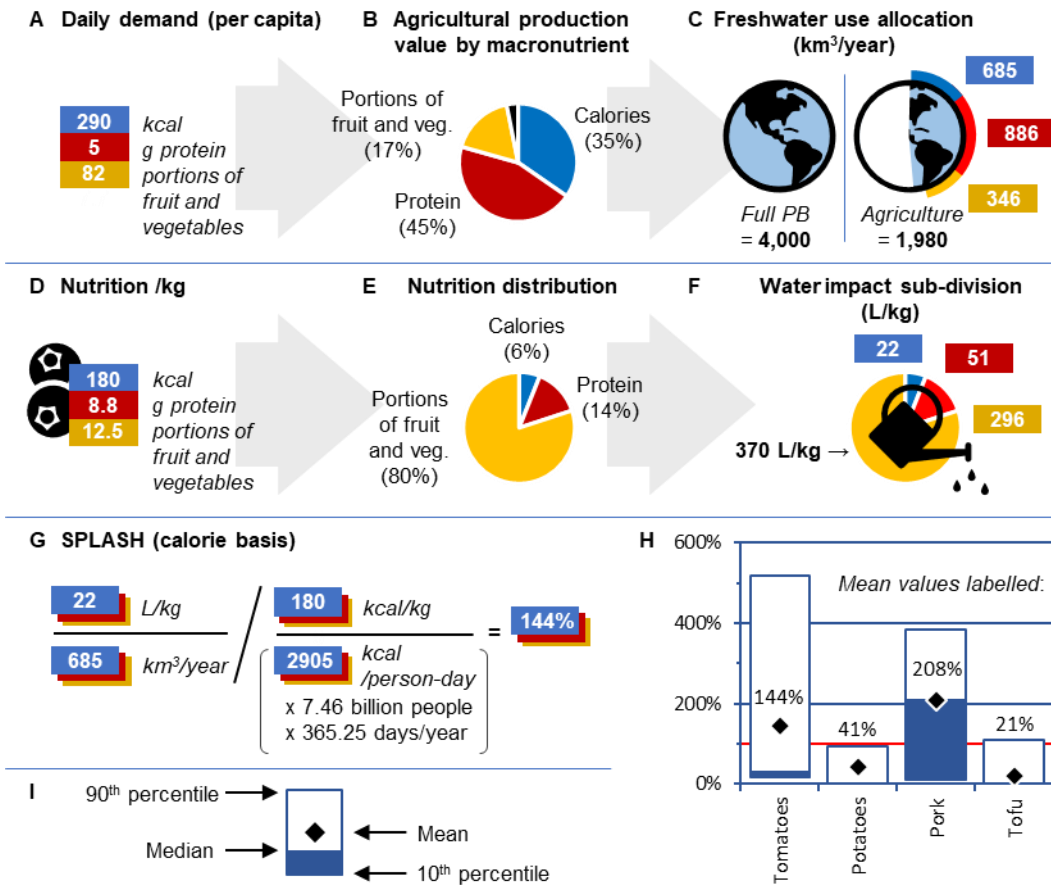 A Daily demand (per capita)
290 kcal
5 g protein
82 portions of
fruit and
vegetables
B Agricultural production
value by macronutrient
Portions of
fruit and veg.
(17%)
Calories
(35%)
Protein
(45%)
C Freshwater use allocation
(km³/year)
685
886
346
Full PB
= 4,000
Agriculture
= 1,980
D Nutrition /kg
180 kcal
8.8 g protein
12.5 portions of
fruit and
vegetables
E Nutrition distribution
Calories
(6%)
Protein
(14%)
Portions
of fruit
and veg.
(80%)
F Water impact sub-division
(L/kg)
22
51
296
370 L/kg →
G SPLASH (calorie basis)
22 L/kg
685 km³/year
180 kcal/kg
2905 kcal
/person-day
x 7.46 billion people
x 365.25 days/year
= 144%
H
600%
400%
200%
0%
Mean values labelled:
144%
41%
208%
21%
Tomatoes
Potatoes
Pork
Tofu
I
90th percentile
Median
Mean
10th percentile